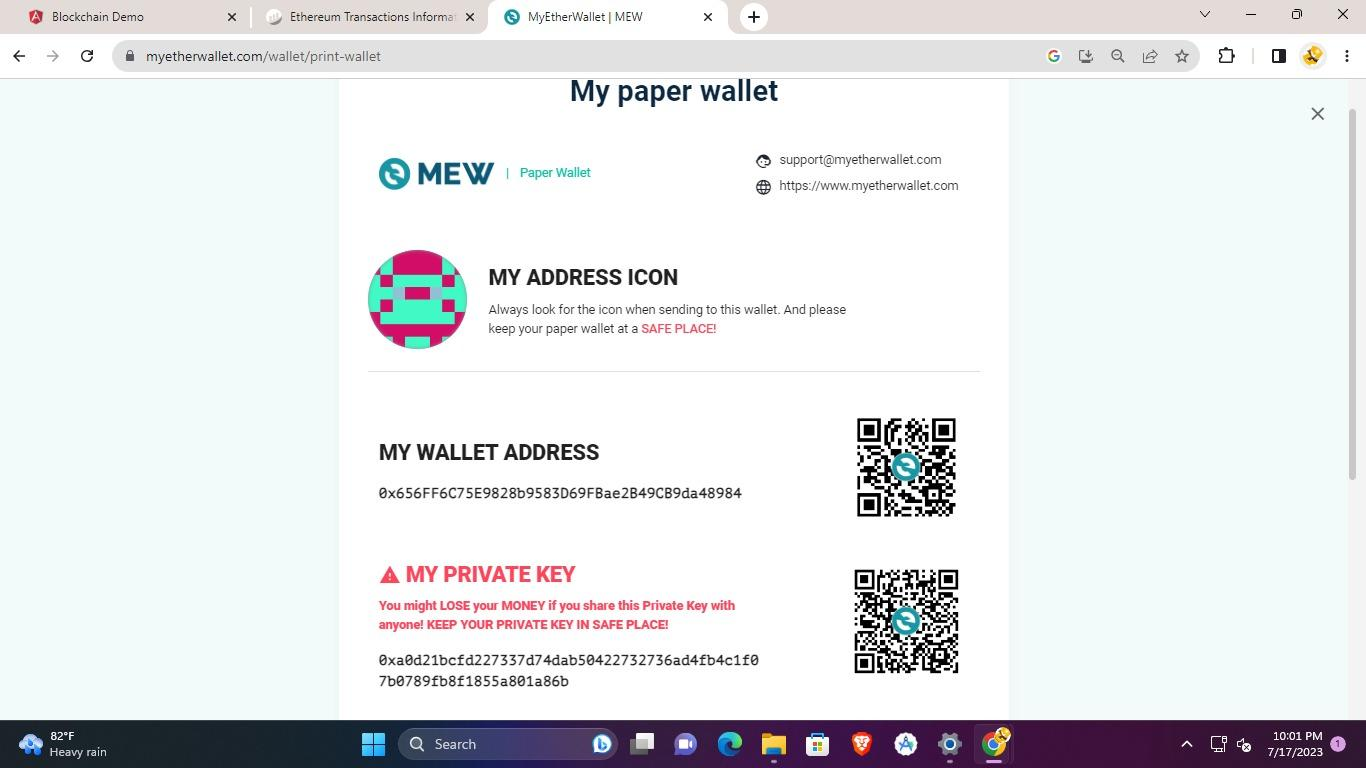 Blockchain Demo
Ethereum Transactions Informat
MyEtherWallet | MEW
myetherwallet.com/wallet/print-wallet
My paper wallet
MEW | Paper Wallet
support@myetherwallet.com
https://www.myetherwallet.com
MY ADDRESS ICON
Always look for the icon when sending to this wallet. And please
keep your paper wallet at a SAFE PLACE!
MY WALLET ADDRESS
0x656FF6C75E9828b9583D69FBae2B49CB9da48984
MY PRIVATE KEY
You might LOSE your MONEY if you share this Private Key with
anyone! KEEP YOUR PRIVATE KEY IN SAFE PLACE!
0xa0d21bcfd227337d74dab50422732736ad4fb4c1f0
7b0789fb8f1855a801a86b
82°F
Heavy rain
Search
10:01 PM
7/17/2023
1